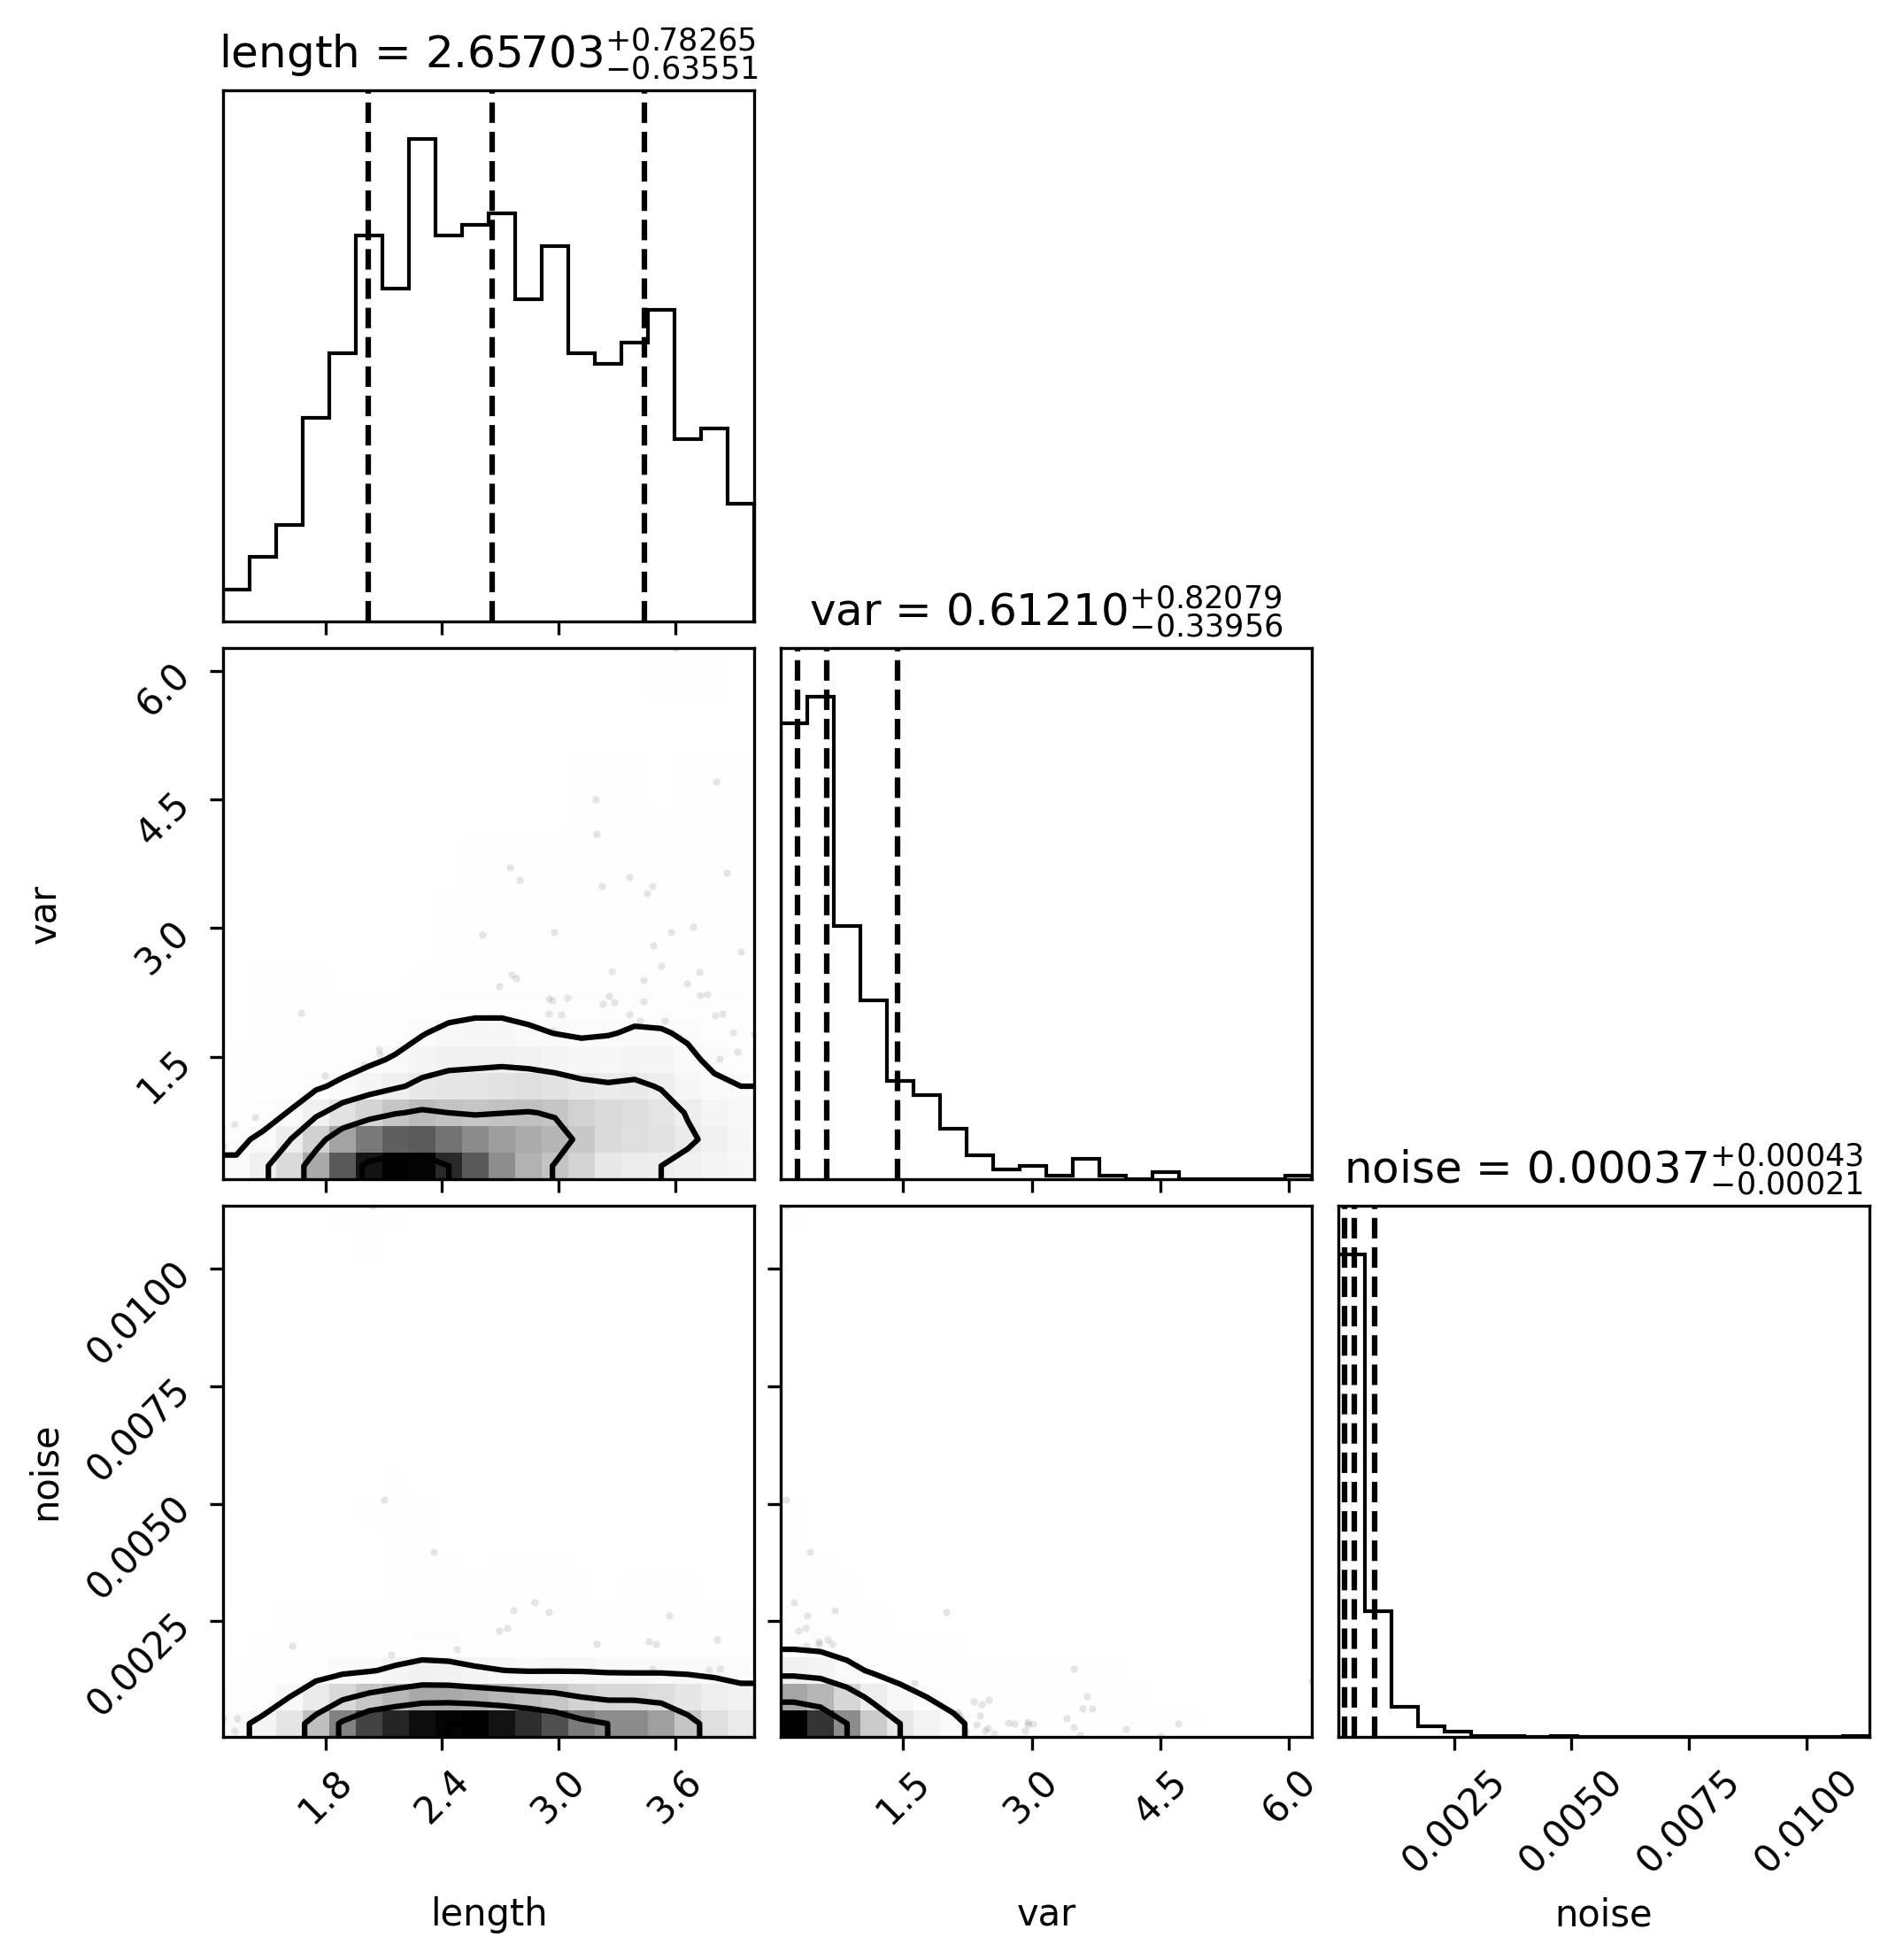 length = 2.65703+0.78265−0.63551
var = 0.61210+0.82079−0.33956
6.0
4.5
3.0
1.5
var
noise = 0.00037+0.00043−0.00021
0.0100
0.0075
0.0050
0.0025
noise
1.8 2.4 3.0 3.6
1.5 3.0 4.5 6.0
0.0025 0.0050 0.0075 0.0100
length
var
noise